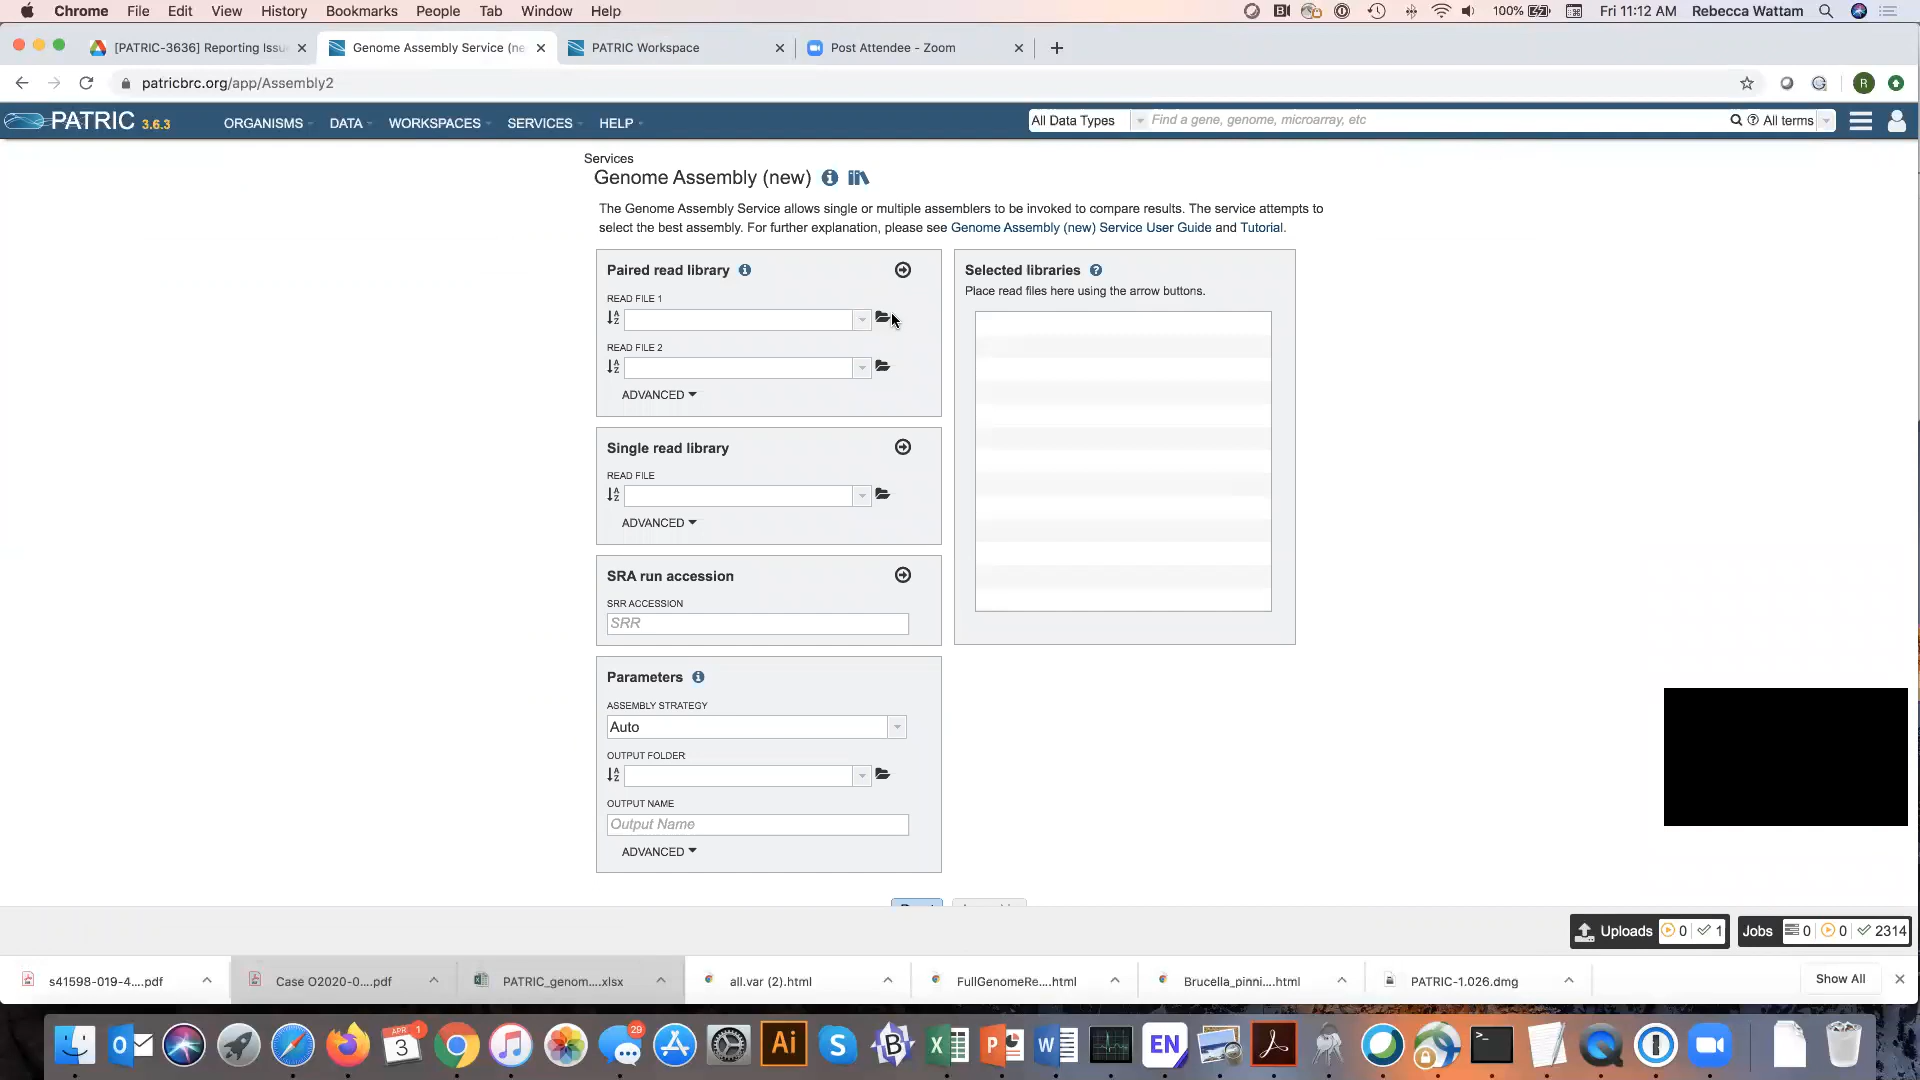 Chrome File Edit View History Bookmarks People Tab Window Help 100% Fri 11:12 AM Rebecca Wattam
[PATRIC-3636] Reporting Issu Genome Assembly Service (ne PATRIC Workspace Post Attendee - Zoom
patricbrc.org/app/Assembly2 R
PATRIC 3.6.3 ORGANISMS DATA WORKSPACES SERVICES HELP All Data Types Find a gene, genome, microarray, etc All terms
Services
Genome Assembly (new)
The Genome Assembly Service allows single or multiple assemblers to be invoked to compare results. The service attempts to
select the best assembly. For further explanation, please see Genome Assembly (new) Service User Guide and Tutorial.
Paired read library
READ FILE 1
READ FILE 2
ADVANCED
Single read library
READ FILE
ADVANCED
SRA run accession
SRR ACCESSION
SRR
Parameters
ASSEMBLY STRATEGY
Auto
OUTPUT FOLDER
OUTPUT NAME
Output Name
ADVANCED
Selected libraries
Place read files here using the arrow buttons.
Uploads 0 1 Jobs 0 0 2314
s41598-019-4....pdf Case O2020-0....pdf PATRIC_genom....xlsx all.var (2).html FullGenomeRe....html Brucella_pinni....html PATRIC-1.026.dmg Show All
APR 3 1 29 Ai EN